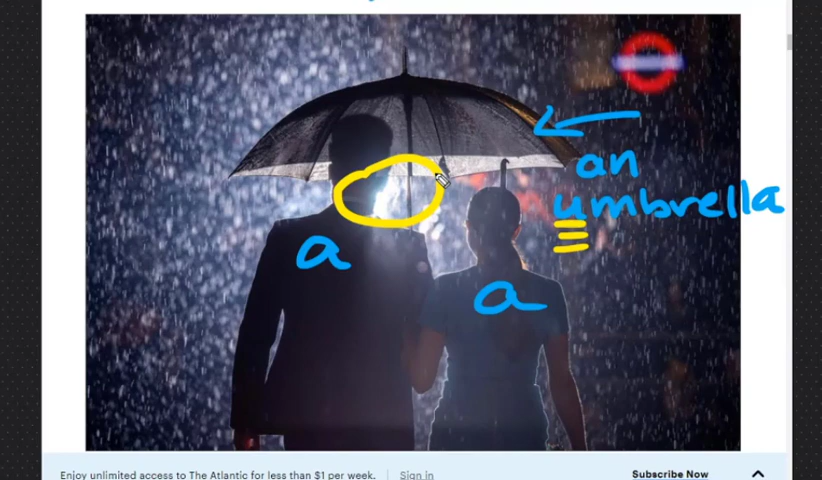 an
umbrella
a
a
Enjoy unlimited access to The Atlantic for less than $1 per week.
Sign in
Subscribe Now